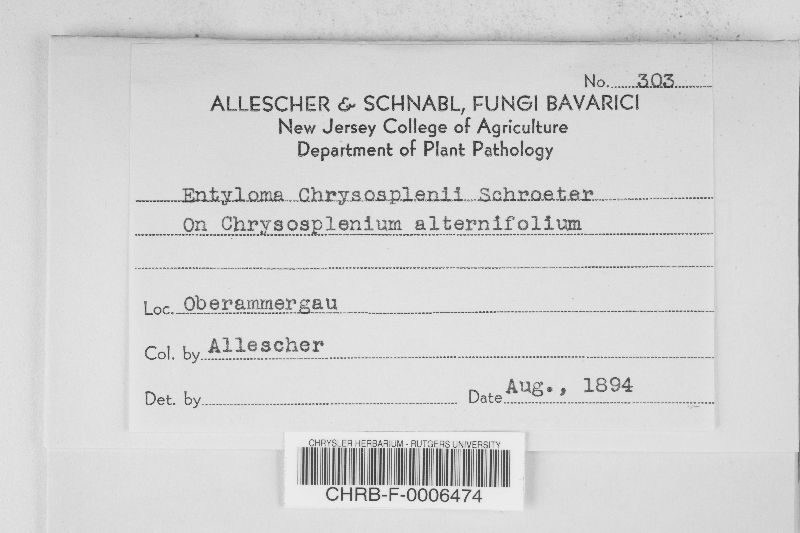 No. 303
ALLESCHER & SCHNABL, FUNGI BAVARICI
New Jersey College of Agriculture
Department of Plant Pathology
Entyloma Chrysosplenii Schroeter
On Chrysosplenium alternifolium
Loc. Oberammergau
Col. by Allescher
Det. by
Date Aug., 1894
CHRYSLER HERBARIUM - RUTGERS UNIVERSITY
CHRB-F-0006474